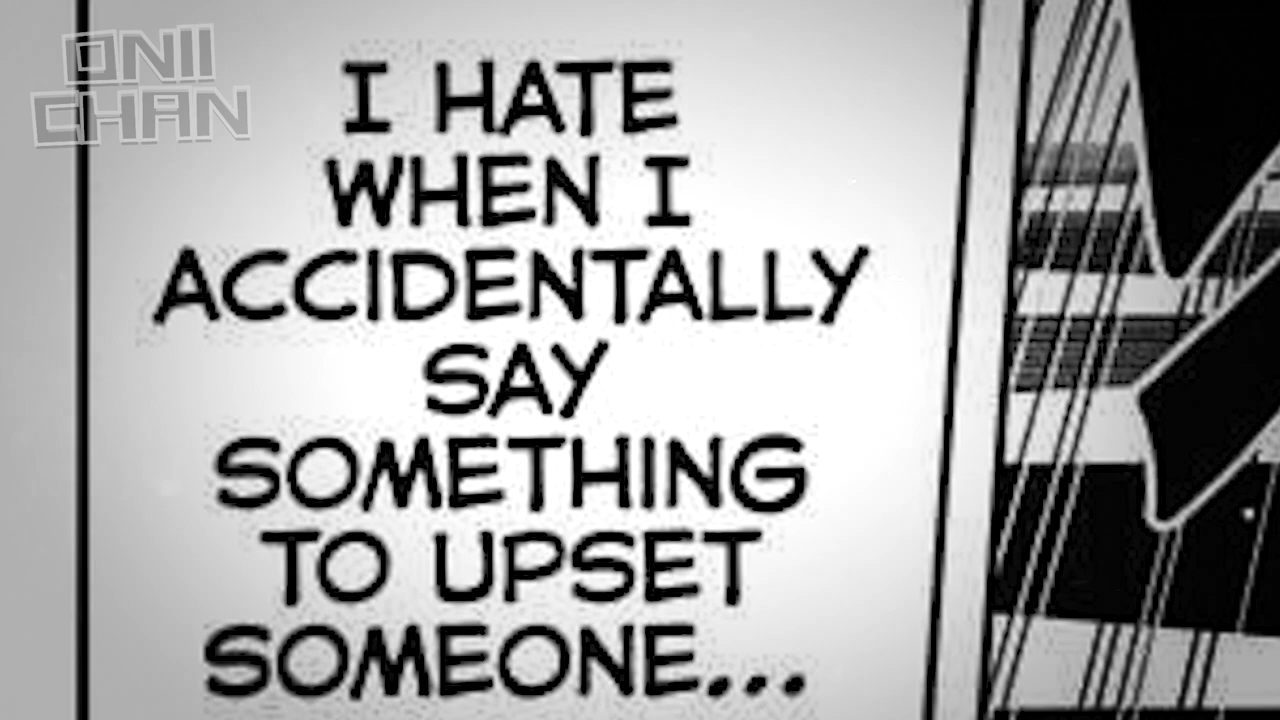 ONII
CHAN
I HATE
WHEN I
ACCIDENTALLY
SAY
SOMETHING
TO UPSET
SOMEONE...